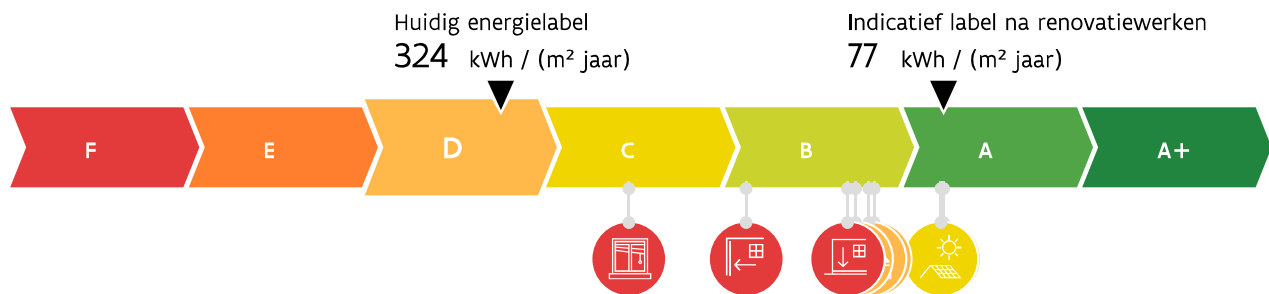 Huidig energielabel
324 kWh / (m² jaar)
Indicatief label na renovatiewerken
77 kWh / (m² jaar)
F E D C B A A+